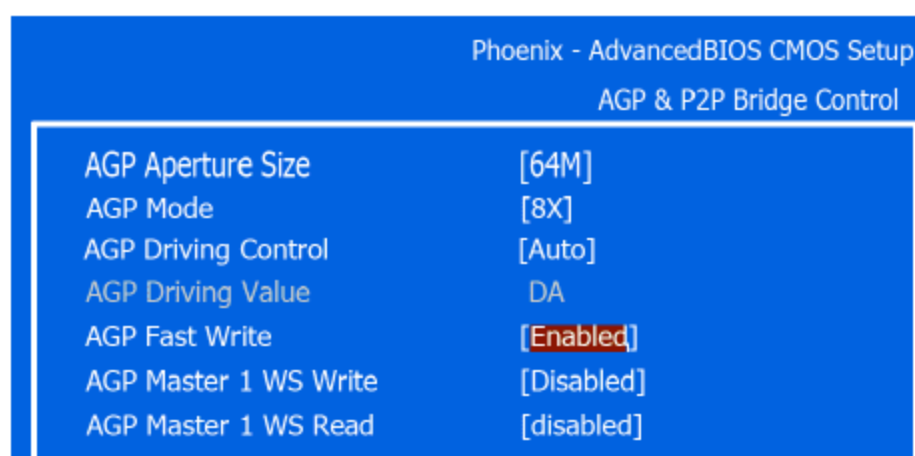 Phoenix - AdvancedBIOS CMOS Setup
AGP & P2P Bridge Control
AGP Aperture Size [64M]
AGP Mode [8X]
AGP Driving Control [Auto]
AGP Driving Value DA
AGP Fast Write [Enabled]
AGP Master 1 WS Write [Disabled]
AGP Master 1 WS Read [disabled]